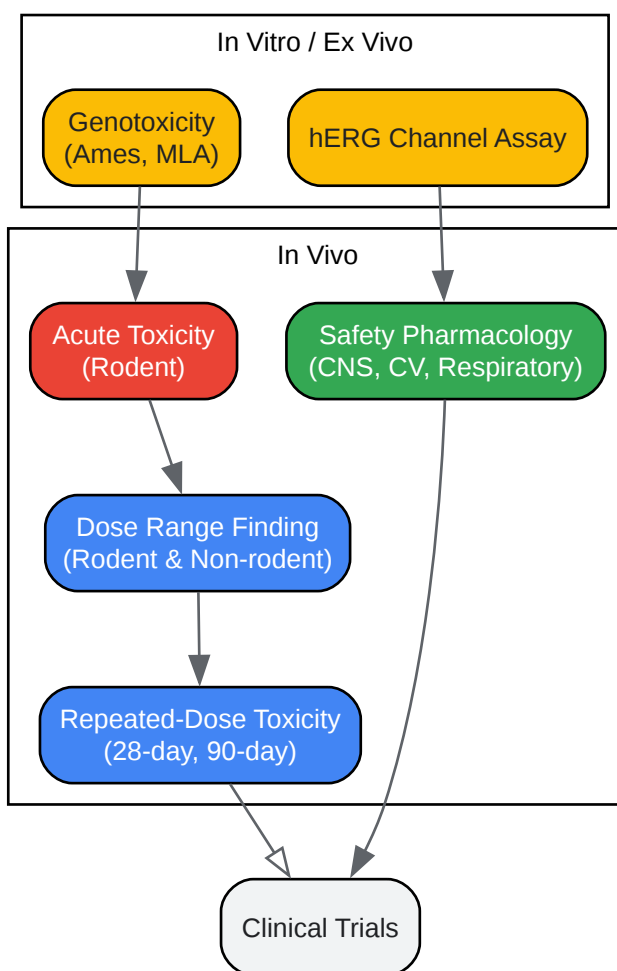 In Vitro / Ex Vivo
Genotoxicity
(Ames, MLA)
hERG Channel Assay
In Vivo
Acute Toxicity
(Rodent)
Safety Pharmacology
(CNS, CV, Respiratory)
Dose Range Finding
(Rodent & Non-rodent)
Repeated-Dose Toxicity
(28-day, 90-day)
Clinical Trials